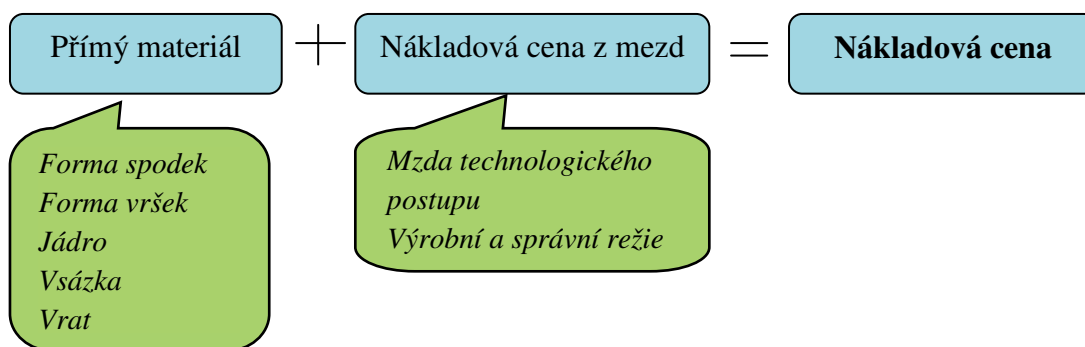 Přímý materiál + Nákladová cena z mezd = Nákladová cena
Forma spodek
Forma vršek
Jádro
Vsázka
Vrat
Mzda technologického
postupu
Výrobní a správní režie